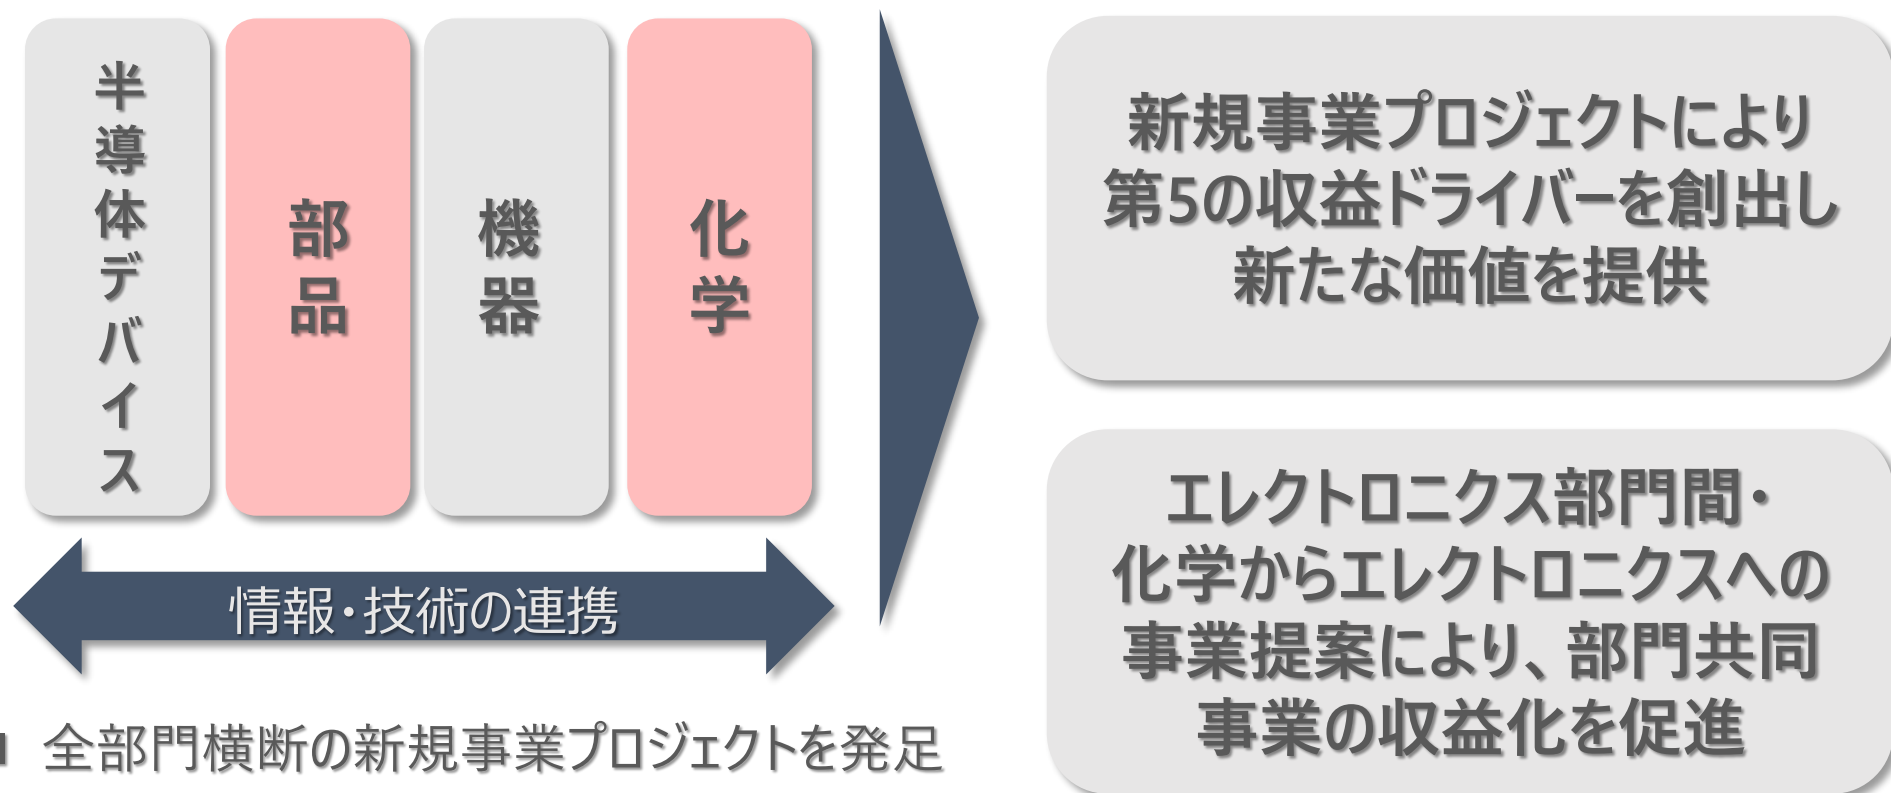 半導体デバイス
部品
機器
化学
情報・技術の連携
全部門横断の新規事業プロジェクトを発足
新規事業プロジェクトにより
第5の収益ドライバーを創出し
新たな価値を提供
エレクトロニクス部門間・
化学からエレクトロニクスへの
事業提案により、部門共同
事業の収益化を促進